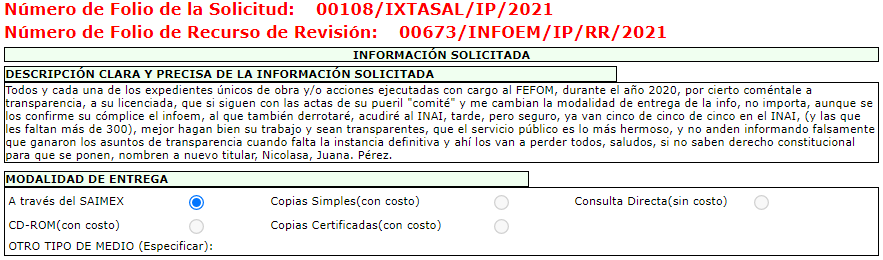 Número de Folio de la Solicitud: 00108/IXTASAL/IP/2021
Número de Folio de Recurso de Revisión: 00673/INFOEM/IP/RR/2021
INFORMACIÓN SOLICITADA
DESCRIPCIÓN CLARA Y PRECISA DE LA INFORMACIÓN SOLICITADA
Todos y cada una de los expedientes únicos de obra y/o acciones ejecutadas con cargo al FEFOM, durante el año 2020, por cierto coméntale a
transparencia, a su licenciada, que si siguen con las actas de su pueril "comité" y me cambian la modalidad de entrega de la info, no importa, aunque se
los confirme su cómplice el infoem, al que también derrotaré, acudiré al INAI, tarde, pero seguro, ya van cinco de cinco de cinco en el INAI, (y las que
les faltan más de 300), mejor hagan bien su trabajo y sean transparentes, que el servicio público es lo más hermoso, y no anden informando falsamente
que ganaron los asuntos de transparencia cuando falta la instancia definitiva y ahí los van a perder todos, saludos, si no saben derecho constitucional
para que se ponen, nombren a nuevo titular, Nicolasa, Juana. Pérez.
MODALIDAD DE ENTREGA
A través del SAIMEX Copias Simples(con costo) Consulta Directa(sin costo)
CD-ROM(con costo) Copias Certificadas(con costo)
OTRO TIPO DE MEDIO (Especificar):